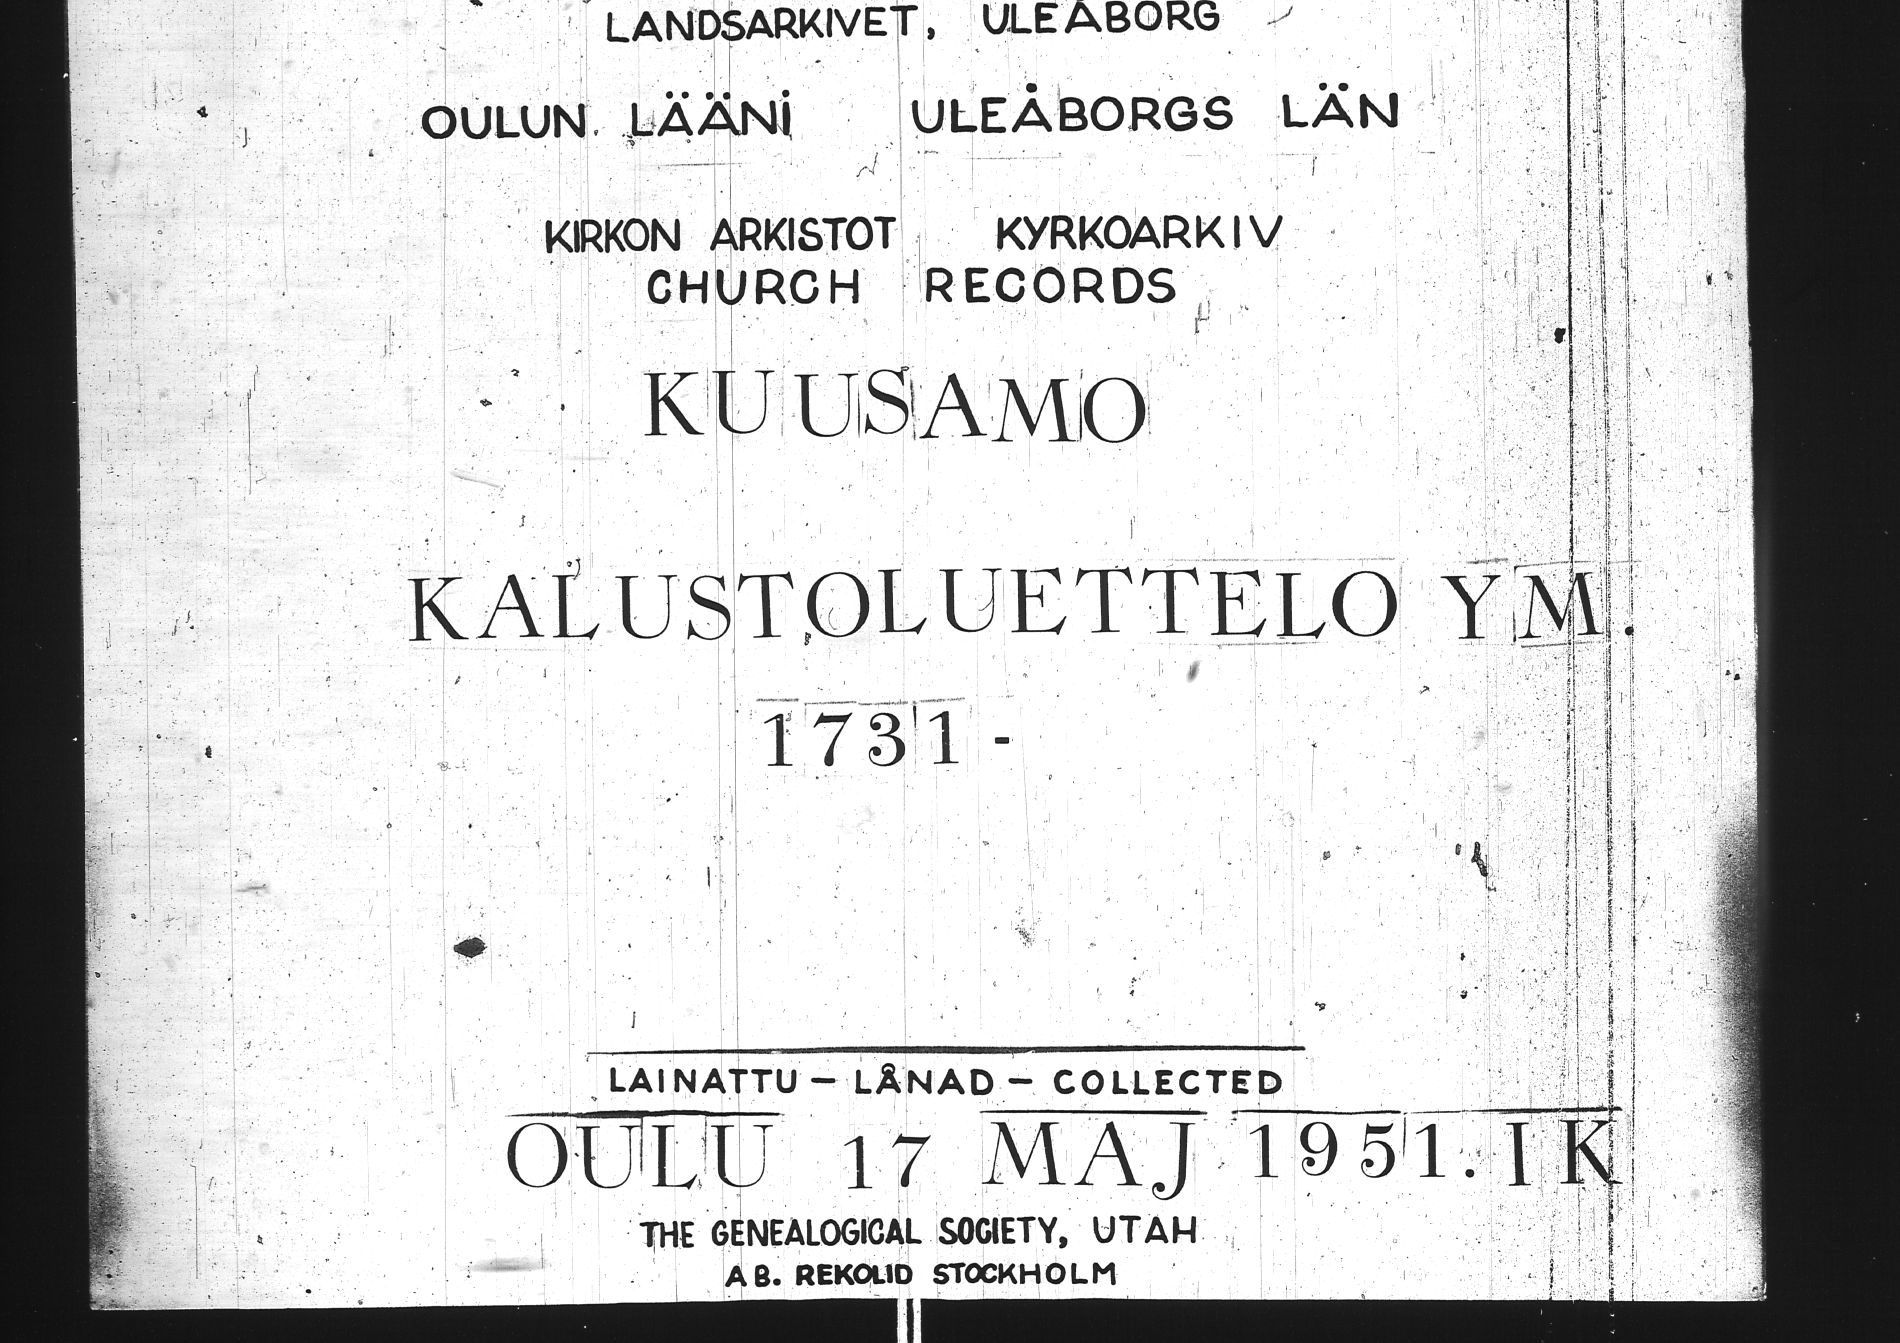 LANDSARKIVET, ULEÅBORG
OULUN LÄÄNI ULEÅBORGS LÄN
KIRKON ARKISTOT KYRKOARKIV
CHURCH RECORDS
KUUSAMO
KALUSTOLUETTELO YM.
1731-
LAINATTU – LÅNAD – COLLECTED
OULU 17 MAJ 1951. IK
THE GENEALOGICAL SOCIETY, UTAH
AB. REKOLID STOCKHOLM